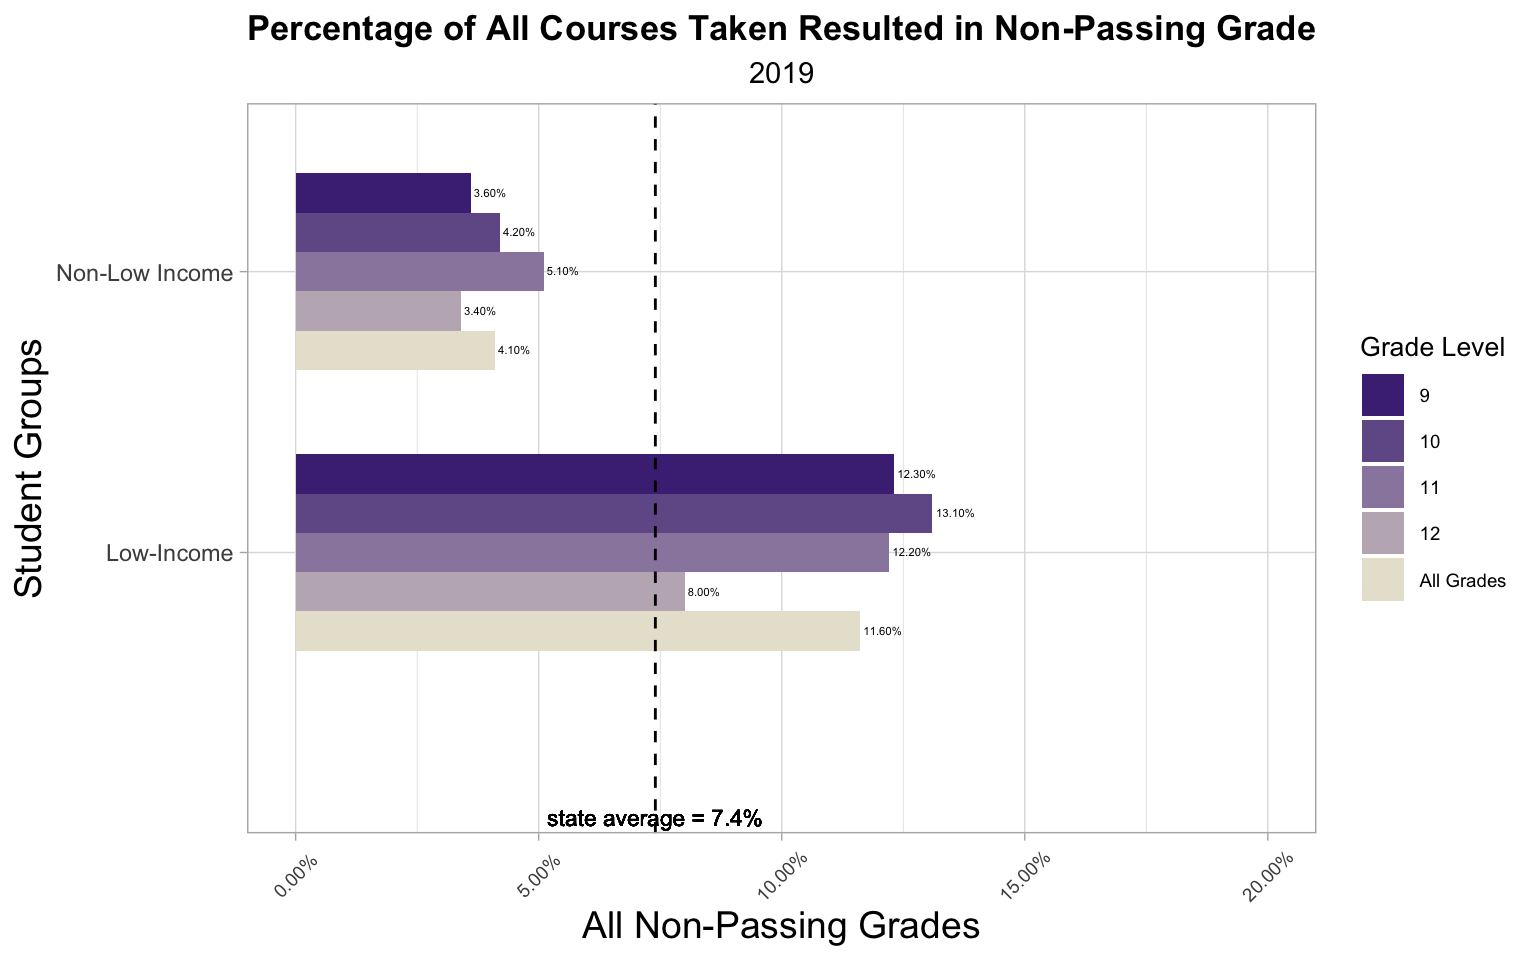 Percentage of All Courses Taken Resulted in Non-Passing Grade
2019
Student Groups
Non-Low Income
3.60%
4.20%
5.10%
3.40%
4.10%
Low-Income
12.30%
13.10%
12.20%
8.00%
11.60%
state average = 7.4%
0.00%
5.00%
10.00%
15.00%
20.00%
All Non-Passing Grades
Grade Level
9
10
11
12
All Grades